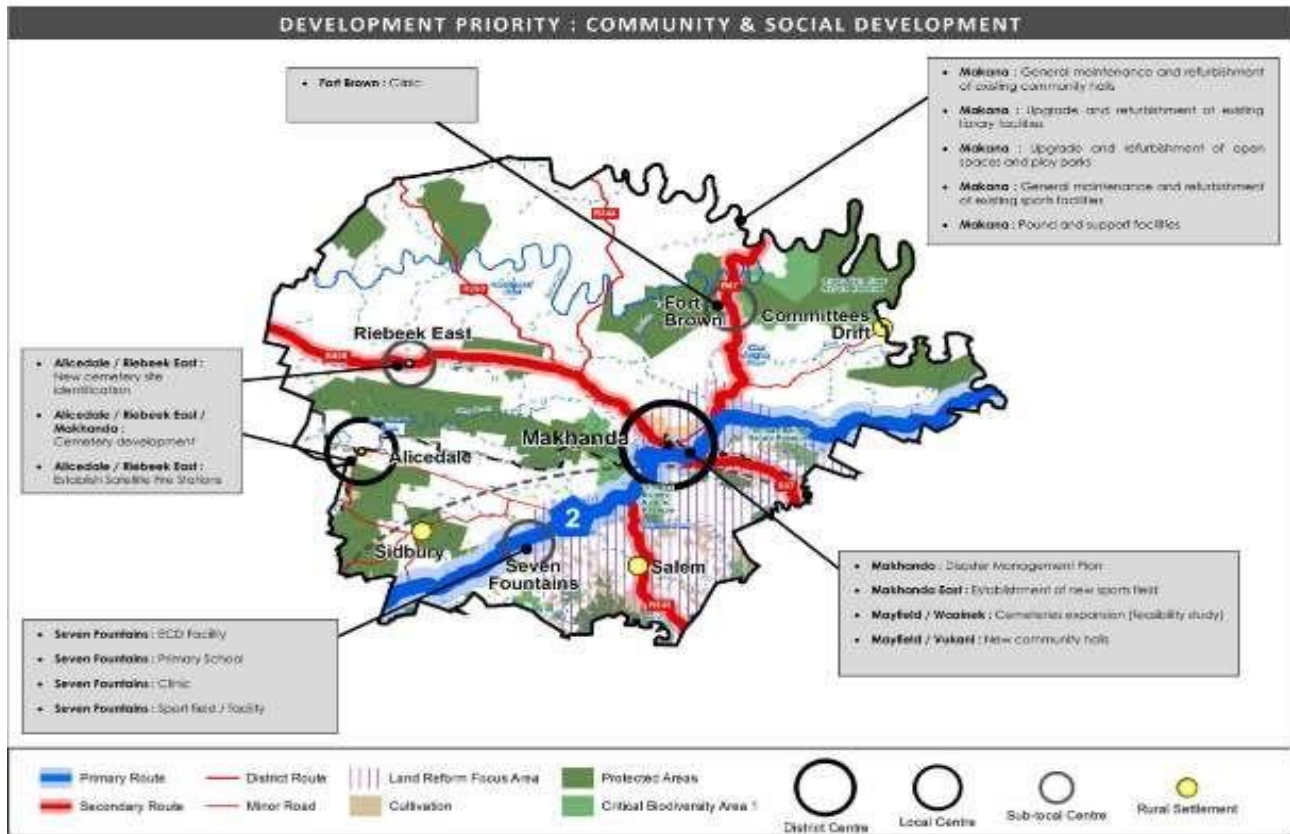 DEVELOPMENT PRIORITY : COMMUNITY & SOCIAL DEVELOPMENT
• Fort Brown : Clinic
• Makana : General maintenance and refurbishment
of existing community halls
• Makana : Upgrade and refurbishment of existing
library facilities
• Makana : Upgrade and refurbishment of open
spaces and play parks
• Makana : General maintenance and refurbishment
of existing sports facilities
• Makana : Pound and support facilities
Fort
Brown
Committees
Drift
Riebeek East
• Alicedale / Riebeek East :
New cemetery site
identification
• Alicedale / Riebeek East /
Makhanda :
Cemetery development
• Alicedale / Riebeek East :
Establish Satellite Fire Stations
Makhanda
Alicedale
2
Sidbury
Seven
Fountains
Salem
R67
• Makhanda : Disaster Management Plan
• Makhanda East : Establishment of new sports field
• Mayfield / Waainek : Cemeteries expansion (feasibility study)
• Mayfield / Vukani : New community halls
• Seven Fountains : ECD Facility
• Seven Fountains : Primary School
• Seven Fountains : Clinic
• Seven Fountains : Sport field / facility
Primary Route
District Route
Land Reform Focus Area
Protected Areas
Secondary Route
Minor Road
Cultivation
Critical Biodiversity Area 1
District Centre
Local Centre
Sub-local Centre
Rural Settlement